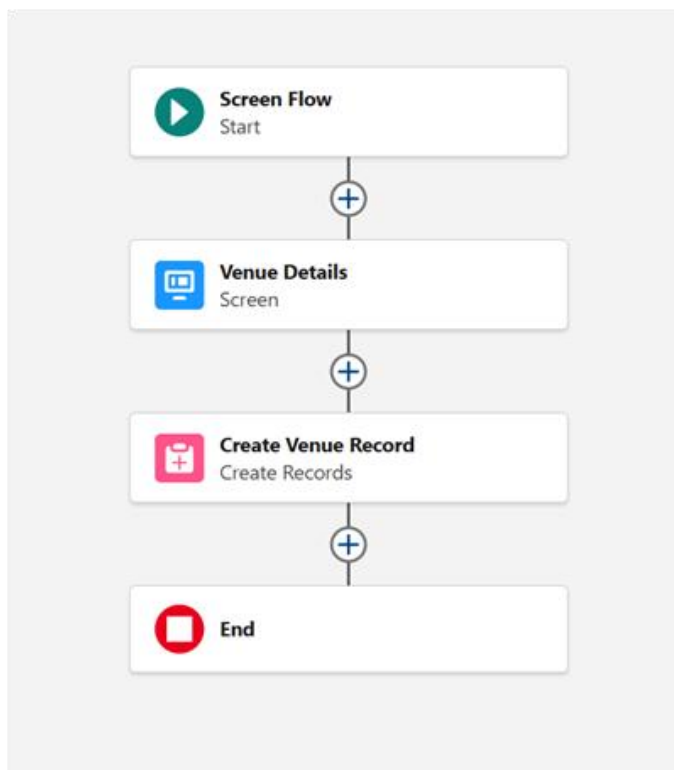 Screen Flow
Start
Venue Details
Screen
Create Venue Record
Create Records
End